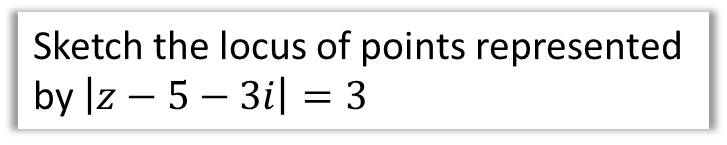 Sketch the locus of points represented
by |𝑧 − 5 − 3𝑖| = 3